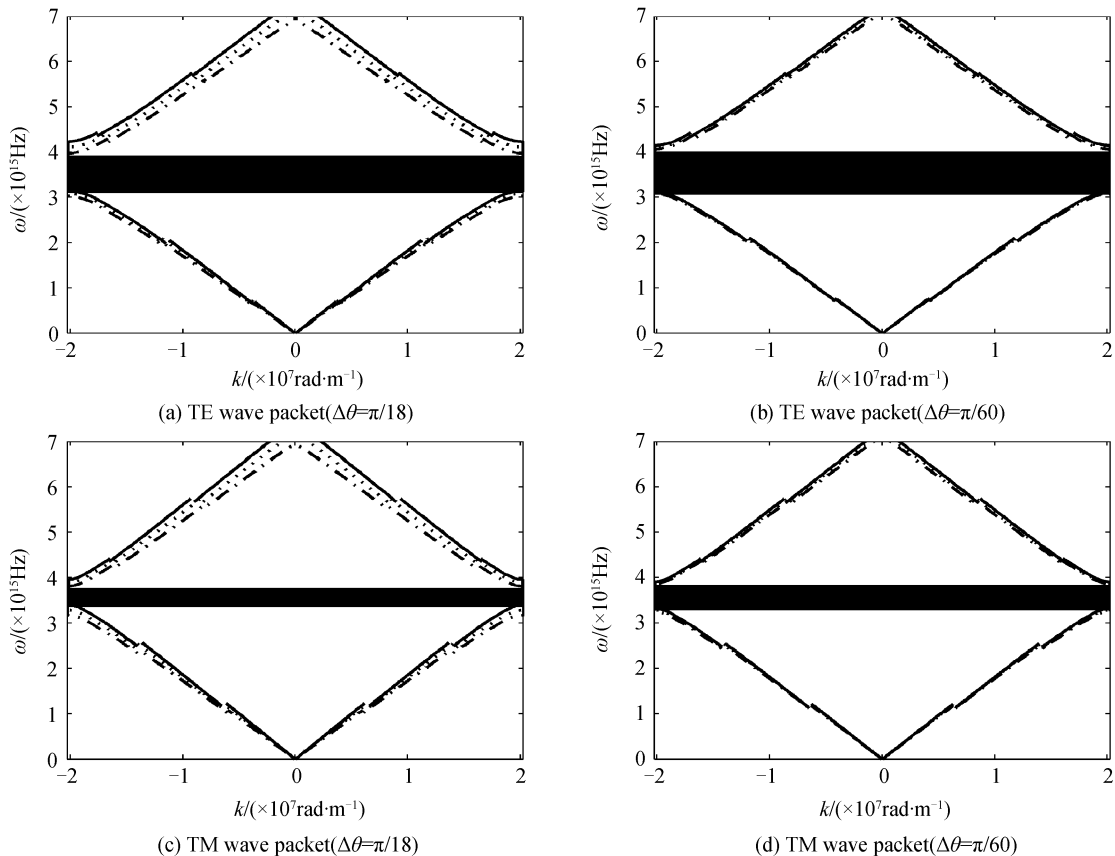 7
6
5
4
3
2
1
0
ω/(×10¹⁵Hz)
−2 −1 0 1 2
k/(×10⁷rad·m⁻¹)
(a) TE wave packet(Δθ=π/18)
7
6
5
4
3
2
1
0
ω/(×10¹⁵Hz)
−2 −1 0 1 2
k/(×10⁷rad·m⁻¹)
(b) TE wave packet(Δθ=π/60)
7
6
5
4
3
2
1
0
ω/(×10¹⁵Hz)
−2 −1 0 1 2
k/(×10⁷rad·m⁻¹)
(c) TM wave packet(Δθ=π/18)
7
6
5
4
3
2
1
0
ω/(×10¹⁵Hz)
−2 −1 0 1 2
k/(×10⁷rad·m⁻¹)
(d) TM wave packet(Δθ=π/60)